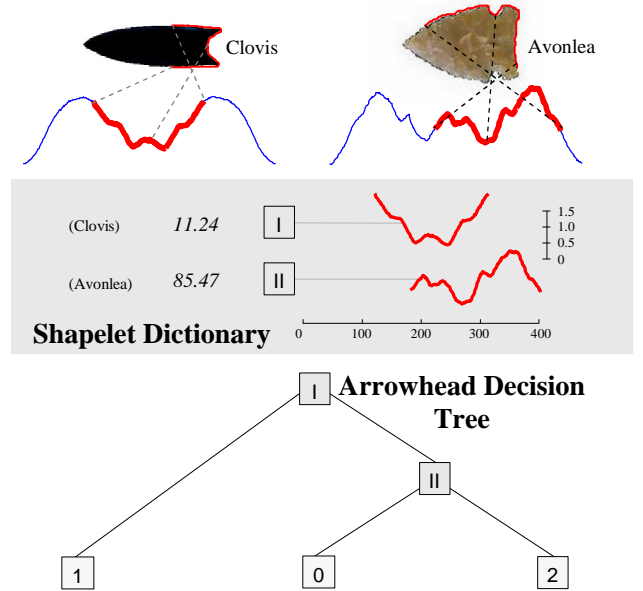 Clovis
Avonlea
(Clovis) 11.24 I
1.5
1.0
0.5
0
(Avonlea) 85.47 II
Shapelet Dictionary
0 100 200 300 400
I
Arrowhead Decision
Tree
II
1 0 2